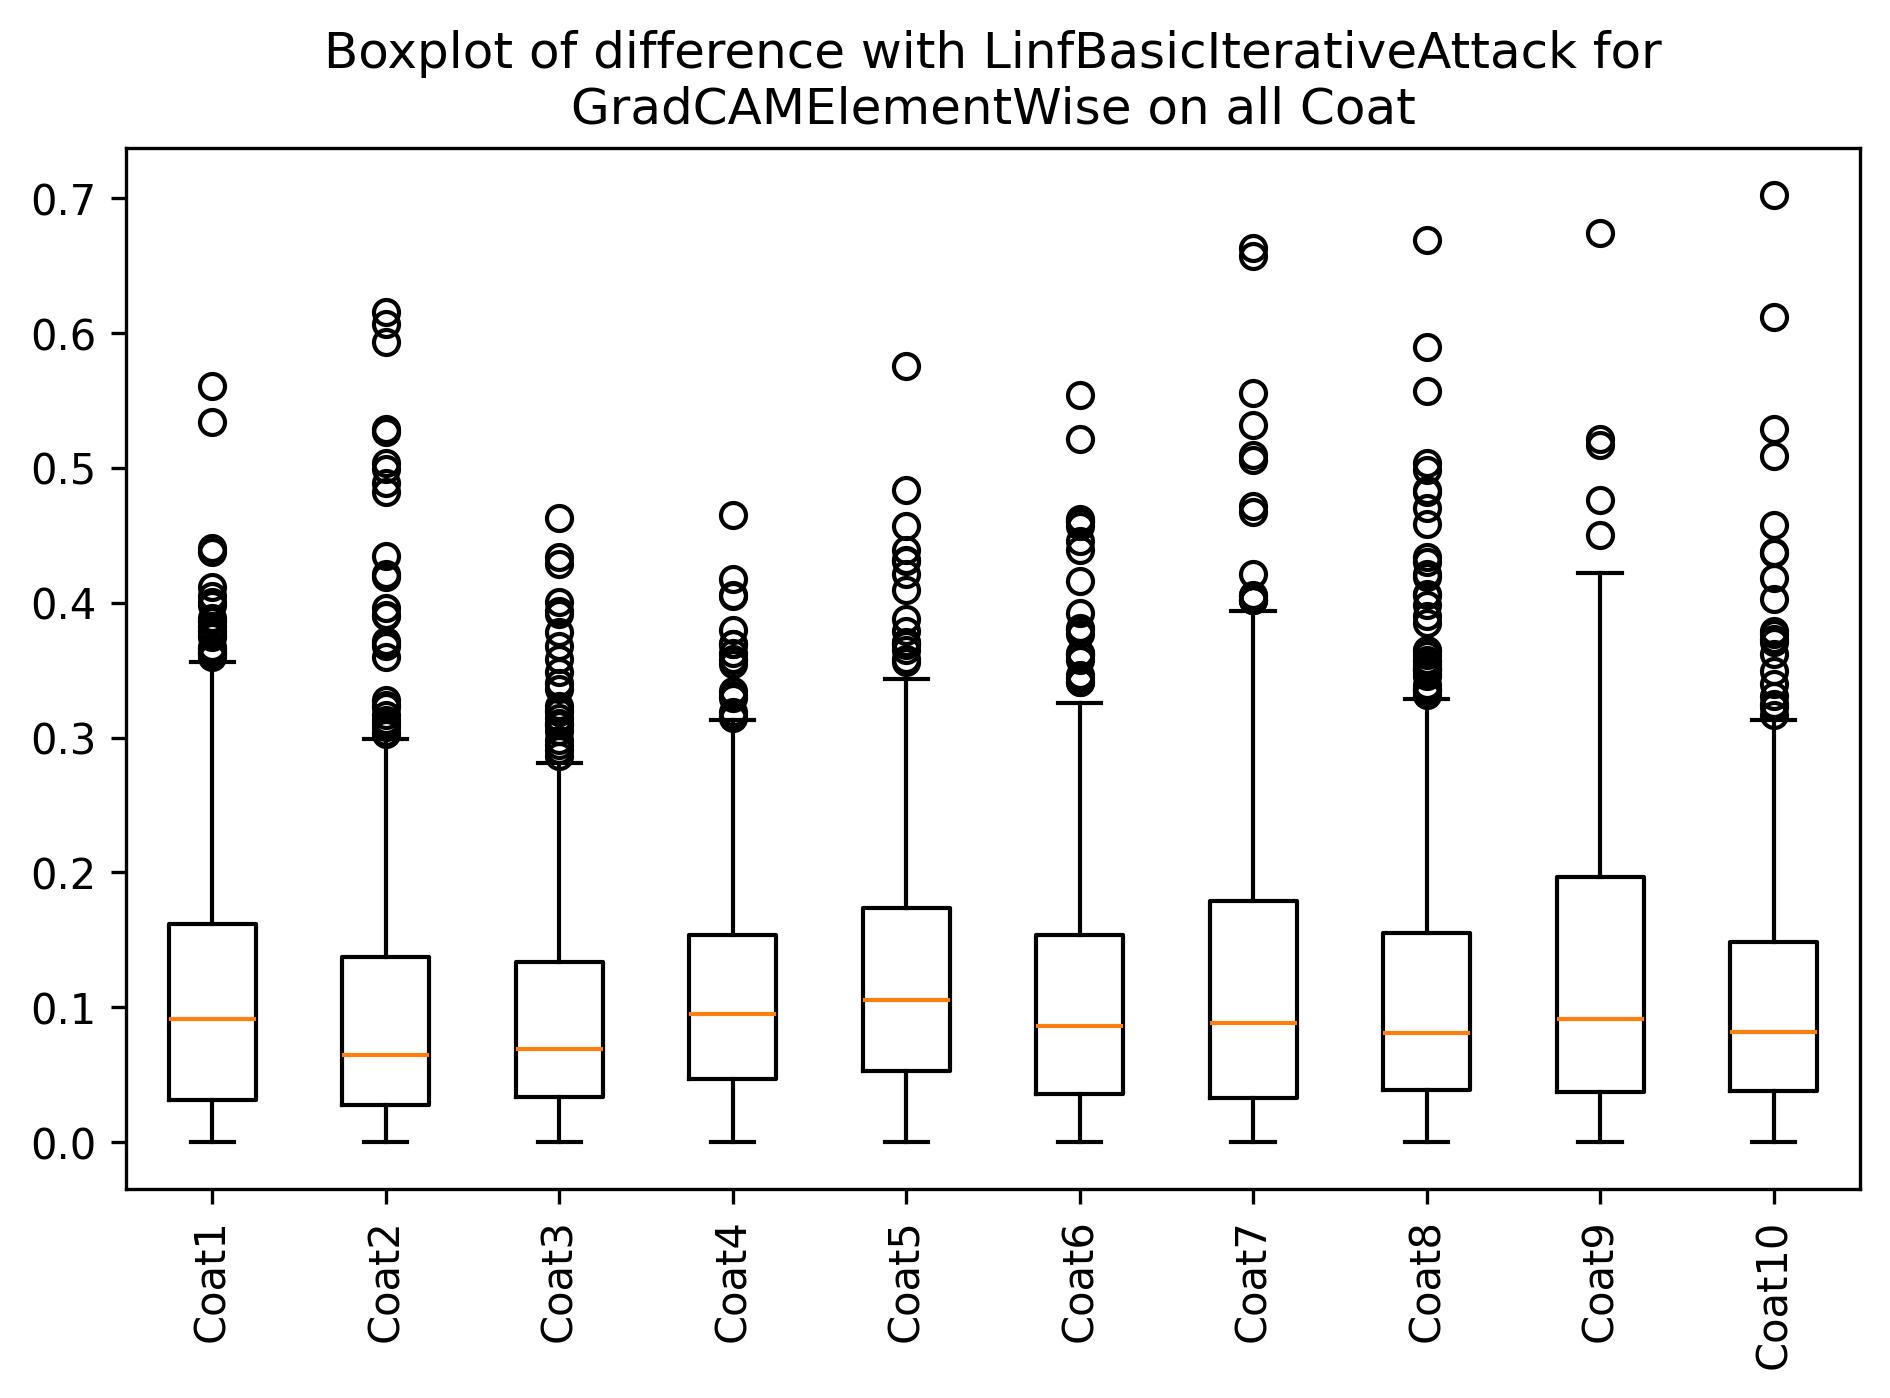 Boxplot of difference with LinfBasicIterativeAttack for
GradCAMElementWise on all Coat
0.7
0.6
0.5
0.4
0.3
0.2
0.1
0.0
Coat1
Coat2
Coat3
Coat4
Coat5
Coat6
Coat7
Coat8
Coat9
Coat10